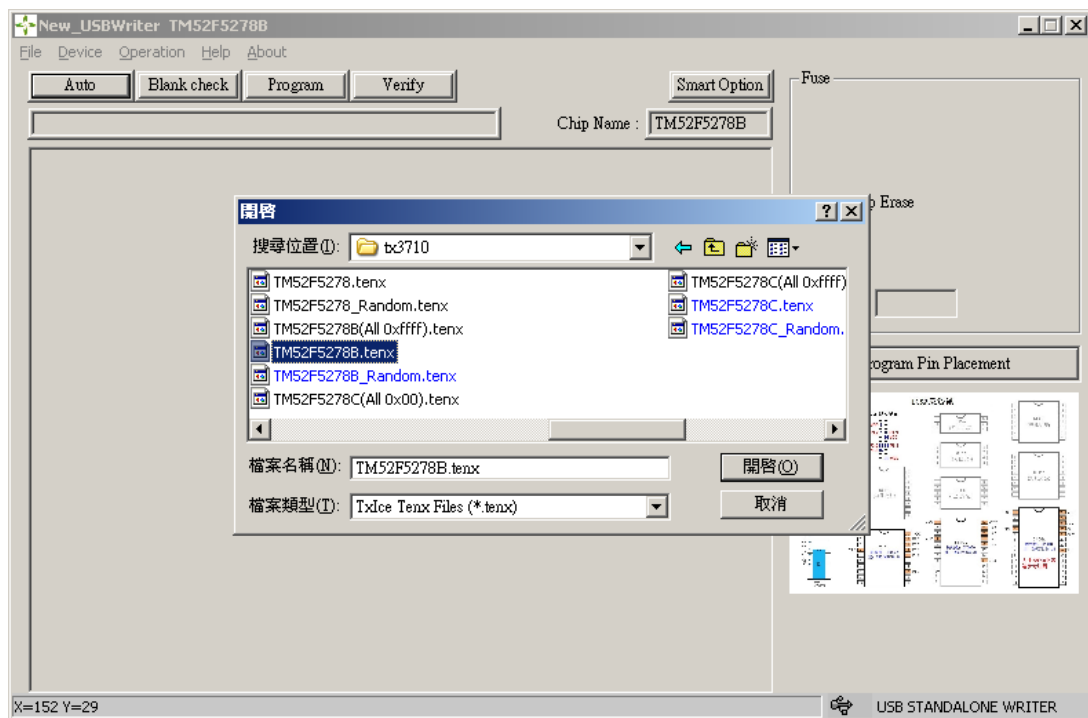 New_USBWriter TM52F5278B
File Device Operation Help About
Auto Blank check Program Verify Smart Option
Fuse
Chip Name : TM52F5278B
開啓
p Erase
搜尋位置(I): tx3710
TM52F5278.tenx
TM52F5278_Random.tenx
TM52F5278B(All 0xffff).tenx
TM52F5278B.tenx
TM52F5278B_Random.tenx
TM52F5278C(All 0x00).tenx
TM52F5278C(All 0xffff)
TM52F5278C.tenx
TM52F5278C_Random.
rogram Pin Placement
檔案名稱(N): TM52F5278B.tenx 開啓(O)
檔案類型(T): TxIce Tenx Files (*.tenx) 取消
X=152 Y=29 USB STANDALONE WRITER